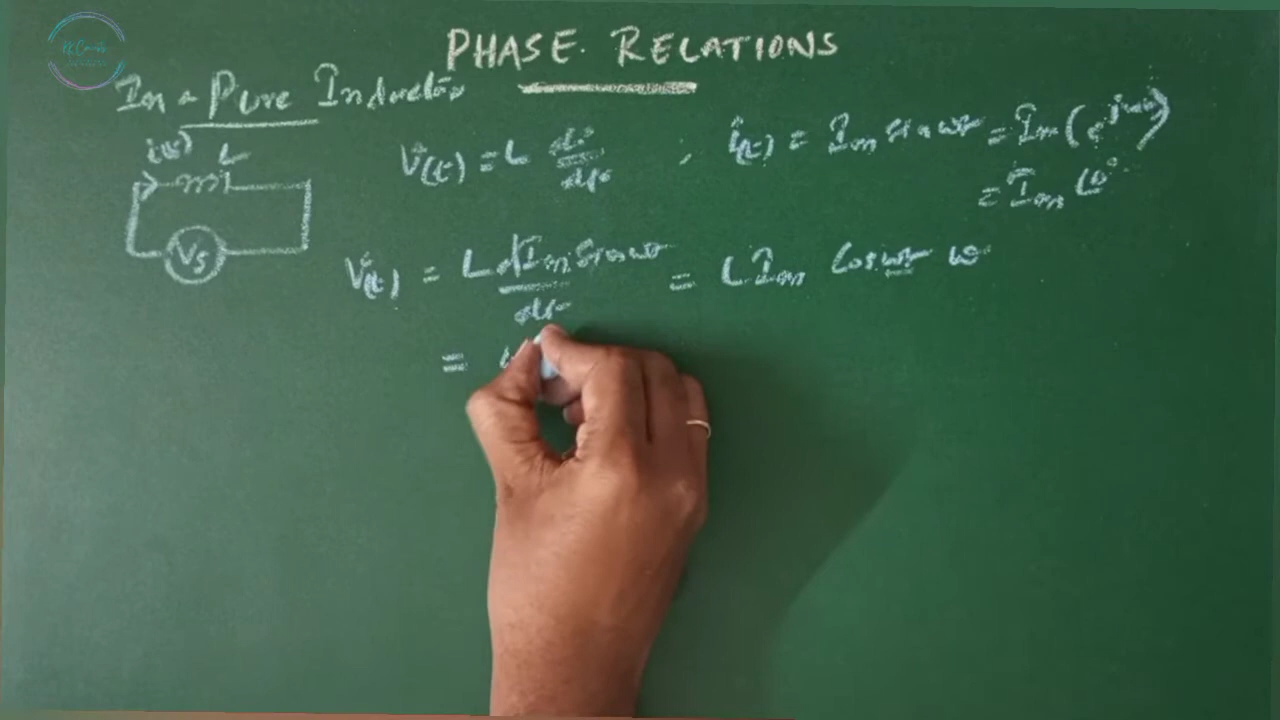 PHASE RELATIONS
In a Pure Inductor
i(t) L
Vs
V(t) = L di/dt ; i(t) = Im sin ωt = Im (e^jωt)
= Im ∠0°
V(t) = L d Im sin ωt / dt = L Im cos ωt ω
= ω